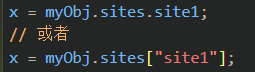 x = myObj.sites.site1;
// 或者
x = myObj.sites["site1"];